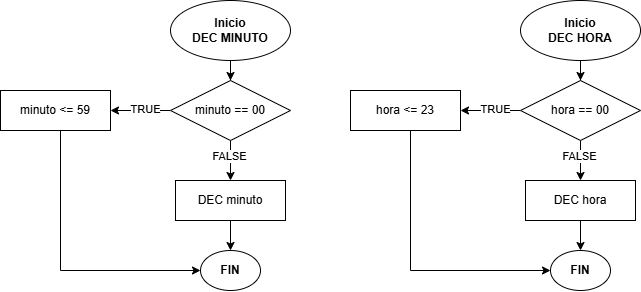 Inicio
DEC MINUTO
minuto <= 59
TRUE
minuto == 00
FALSE
DEC minuto
FIN
Inicio
DEC HORA
hora <= 23
TRUE
hora == 00
FALSE
DEC hora
FIN